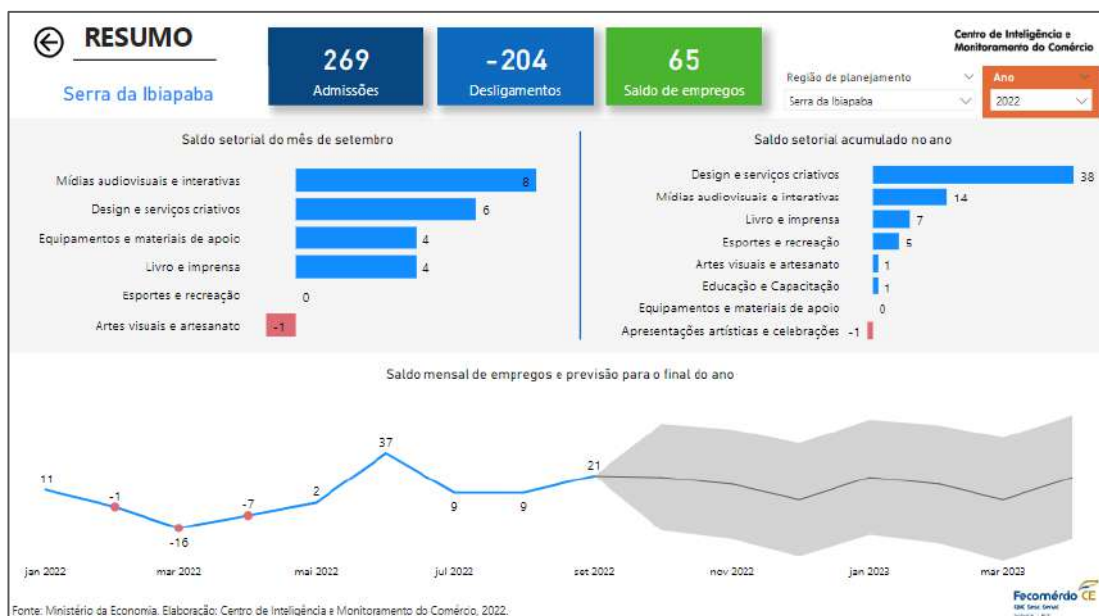 RESUMO
Serra da Ibiapaba
269
Admissões
-204
Desligamentos
65
Saldo de empregos
Centro de Inteligência e
Monitoramento do Comércio
Região de planejamento
Serra da Ibiapaba
Ano
2022
Saldo setorial do mês de setembro
Mídias audiovisuais e interativas 8
Design e serviços criativos 6
Equipamentos e materiais de apoio 4
Livro e imprensa 4
Esportes e recreação 0
Artes visuais e artesanato -1
Saldo setorial acumulado no ano
Design e serviços criativos 38
Mídias audiovisuais e interativas 14
Livro e imprensa 7
Esportes e recreação 5
Artes visuais e artesanato 1
Educação e Capacitação 1
Equipamentos e materiais de apoio 0
Apresentações artísticas e celebrações -1
Saldo mensal de empregos e previsão para o final do ano
11 -1 -16 -7 2 37 9 9 21
jan 2022 mar 2022 mai 2022 jul 2022 set 2022 nov 2022 jan 2023 mar 2023
Fonte: Ministério da Economia. Elaboração: Centro de Inteligência e Monitoramento do Comércio, 2022.
Fecomércio CE